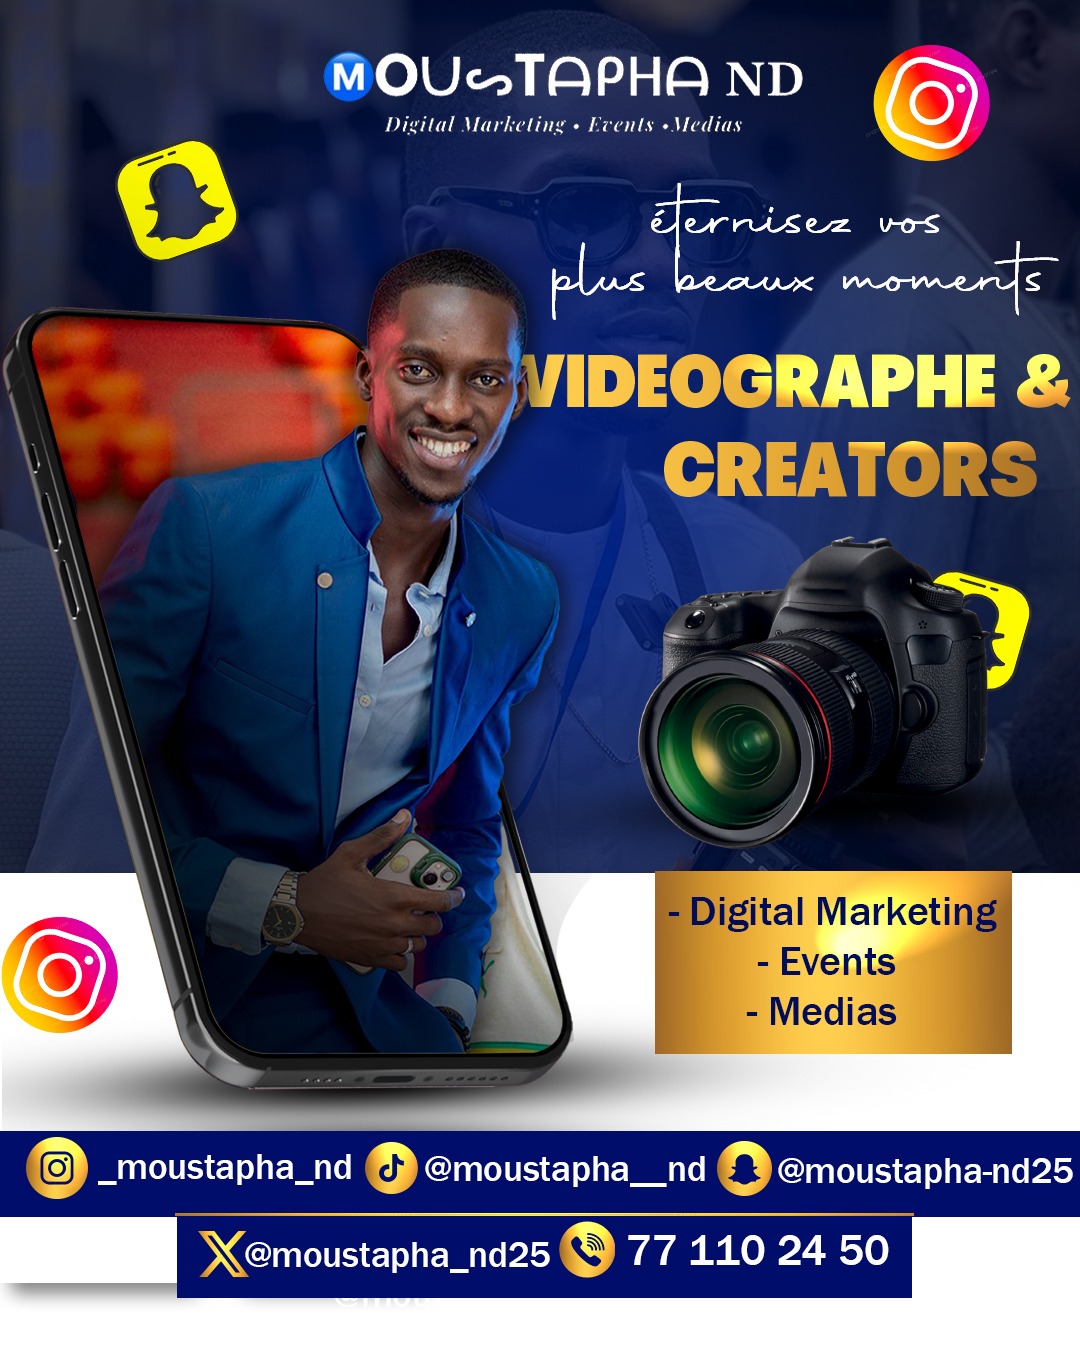 MOUSTAPHA ND
Digital Marketing • Events •Medias
éternisez vos
plus beaux moments
VIDEOGRAPHE &
CREATORS
- Digital Marketing
- Events
- Medias
_moustapha_nd @moustapha__nd @moustapha-nd25
@moustapha_nd25 77 110 24 50